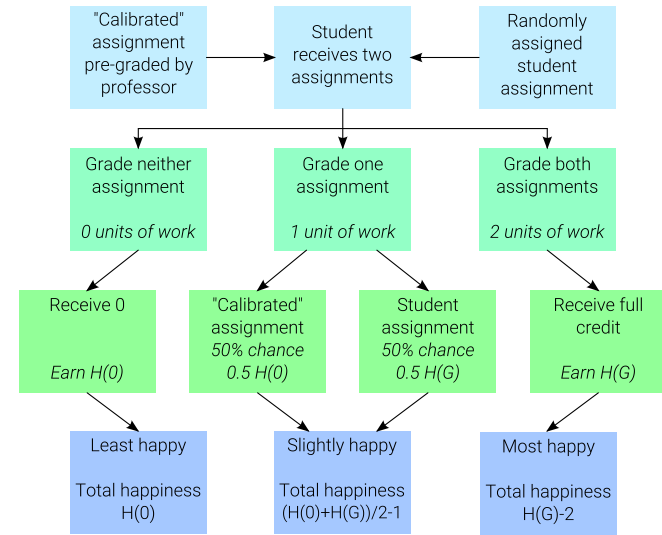 "Calibrated"
assignment
pre-graded by
professor
Student
receives two
assignments
Randomly
assigned
student
assignment
Grade neither
assignment
0 units of work
Grade one
assignment
1 unit of work
Grade both
assignments
2 units of work
Receive 0
Earn H(0)
"Calibrated"
assignment
50% chance
0.5 H(0)
Student
assignment
50% chance
0.5 H(G)
Receive full
credit
Earn H(G)
Least happy
Total happiness
H(0)
Slightly happy
Total happiness
(H(0)+H(G))/2-1
Most happy
Total happiness
H(G)-2